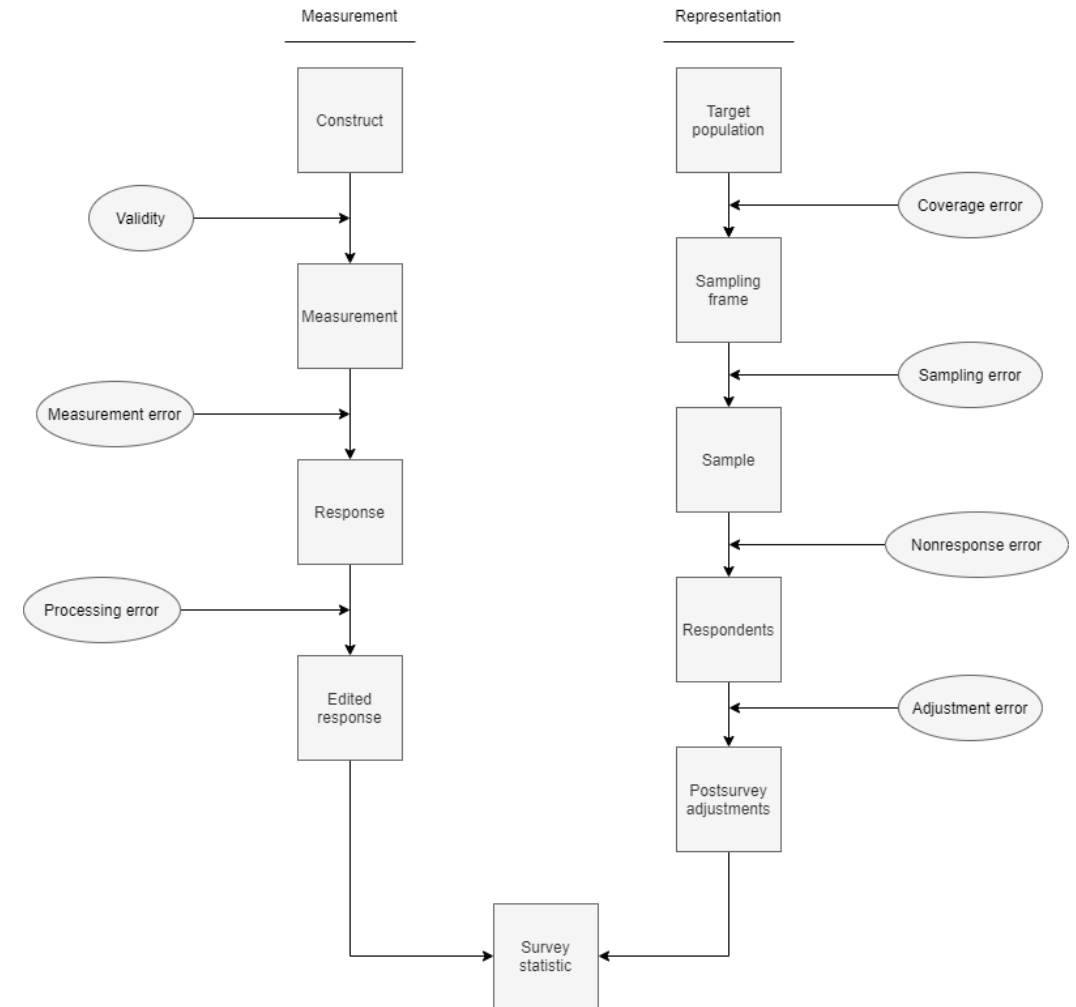 Measurement
Representation
Construct
Target
population
Validity
Coverage error
Measurement
Sampling
frame
Measurement error
Sampling error
Response
Sample
Processing error
Nonresponse error
Edited
response
Respondents
Adjustment error
Postsurvey
adjustments
Survey
statistic